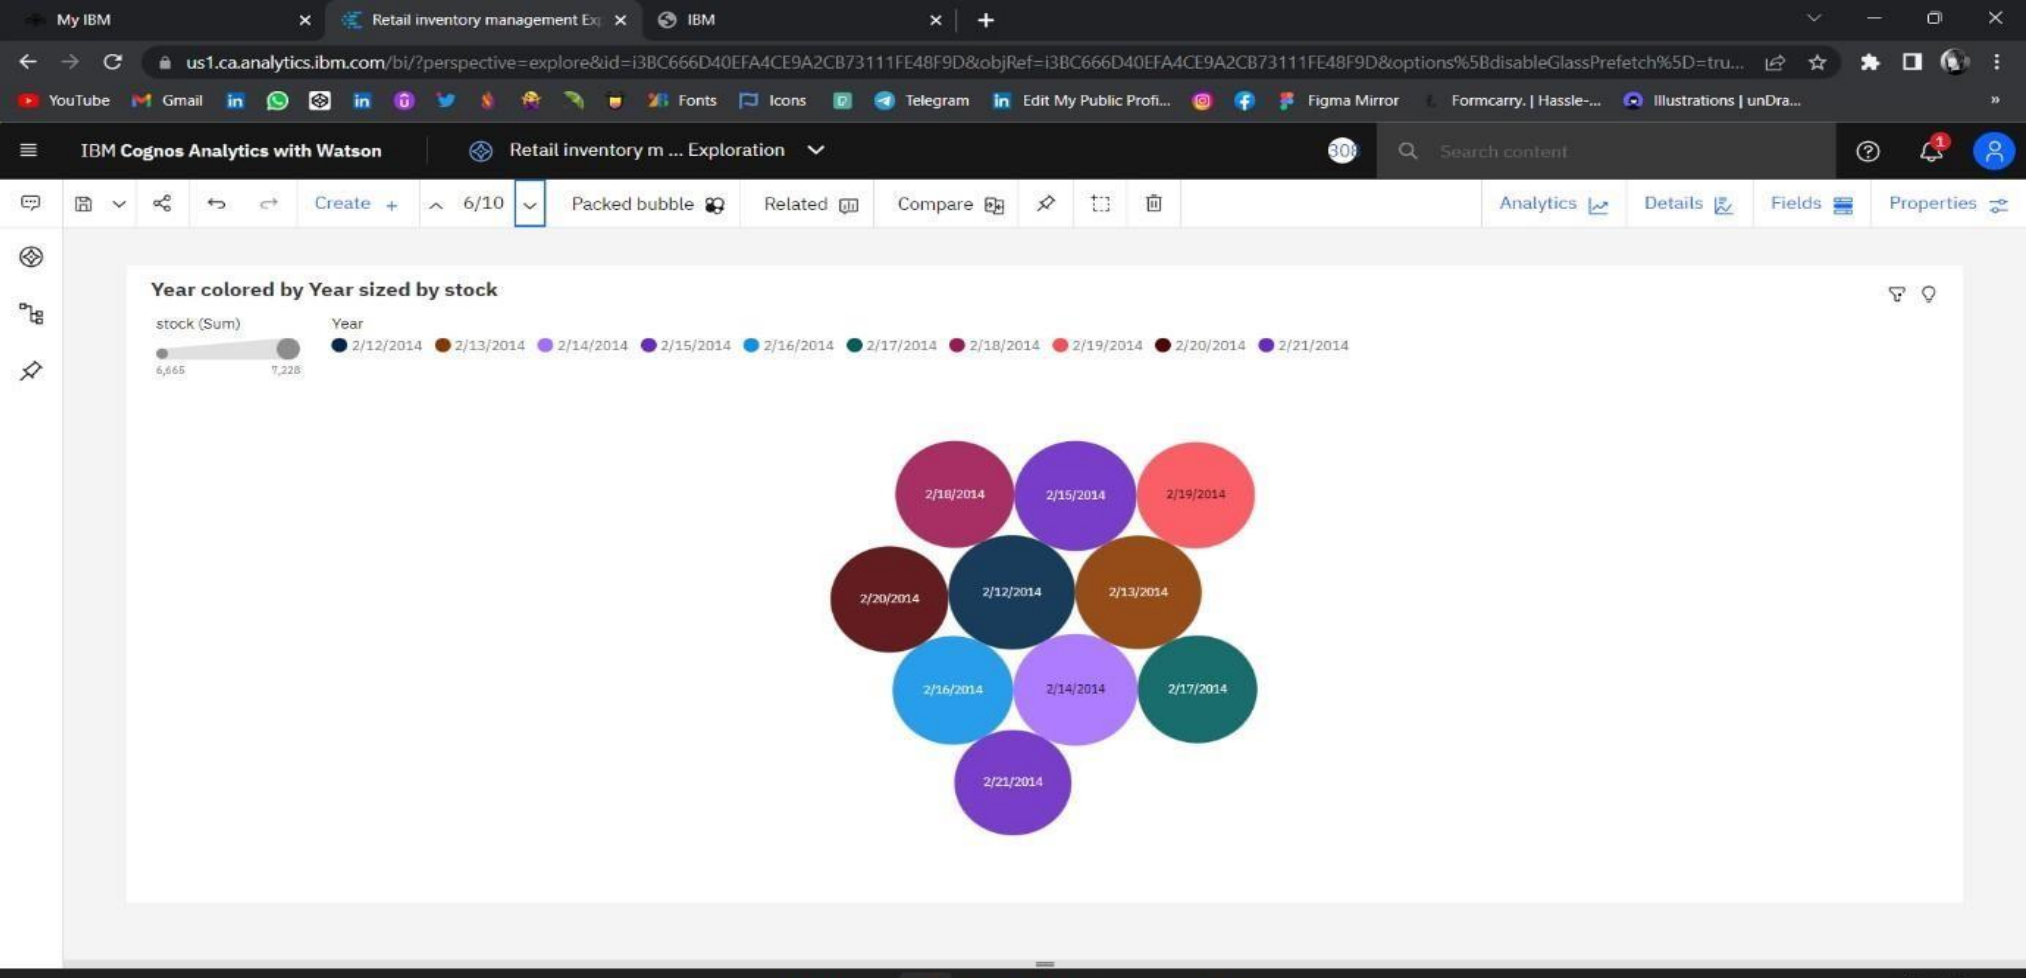 My IBM
Retail inventory management Ex
IBM
us1.ca.analytics.ibm.com/bi/?perspective=explore&id=i3BC666D40EFA4CE9A2CB73111FE48F9D&objRef=i3BC666D40EFA4CE9A2CB73111FE48F9D&options%5BdisableGlassPrefetch%5D=tru...
YouTube Gmail Fonts Icons Telegram Edit My Public Profi... Figma Mirror Formcarry. | Hassle-... Illustrations | unDra... »
IBM Cognos Analytics with Watson
Retail inventory m ... Exploration
308
Search content
1
Create + 6/10 Packed bubble Related Compare Analytics Details Fields Properties
Year colored by Year sized by stock
stock (Sum)
6,665 7,228
Year
2/12/2014 2/13/2014 2/14/2014 2/15/2014 2/16/2014 2/17/2014 2/18/2014 2/19/2014 2/20/2014 2/21/2014
2/18/2014 2/15/2014 2/19/2014
2/20/2014 2/12/2014 2/13/2014
2/16/2014 2/14/2014 2/17/2014
2/21/2014